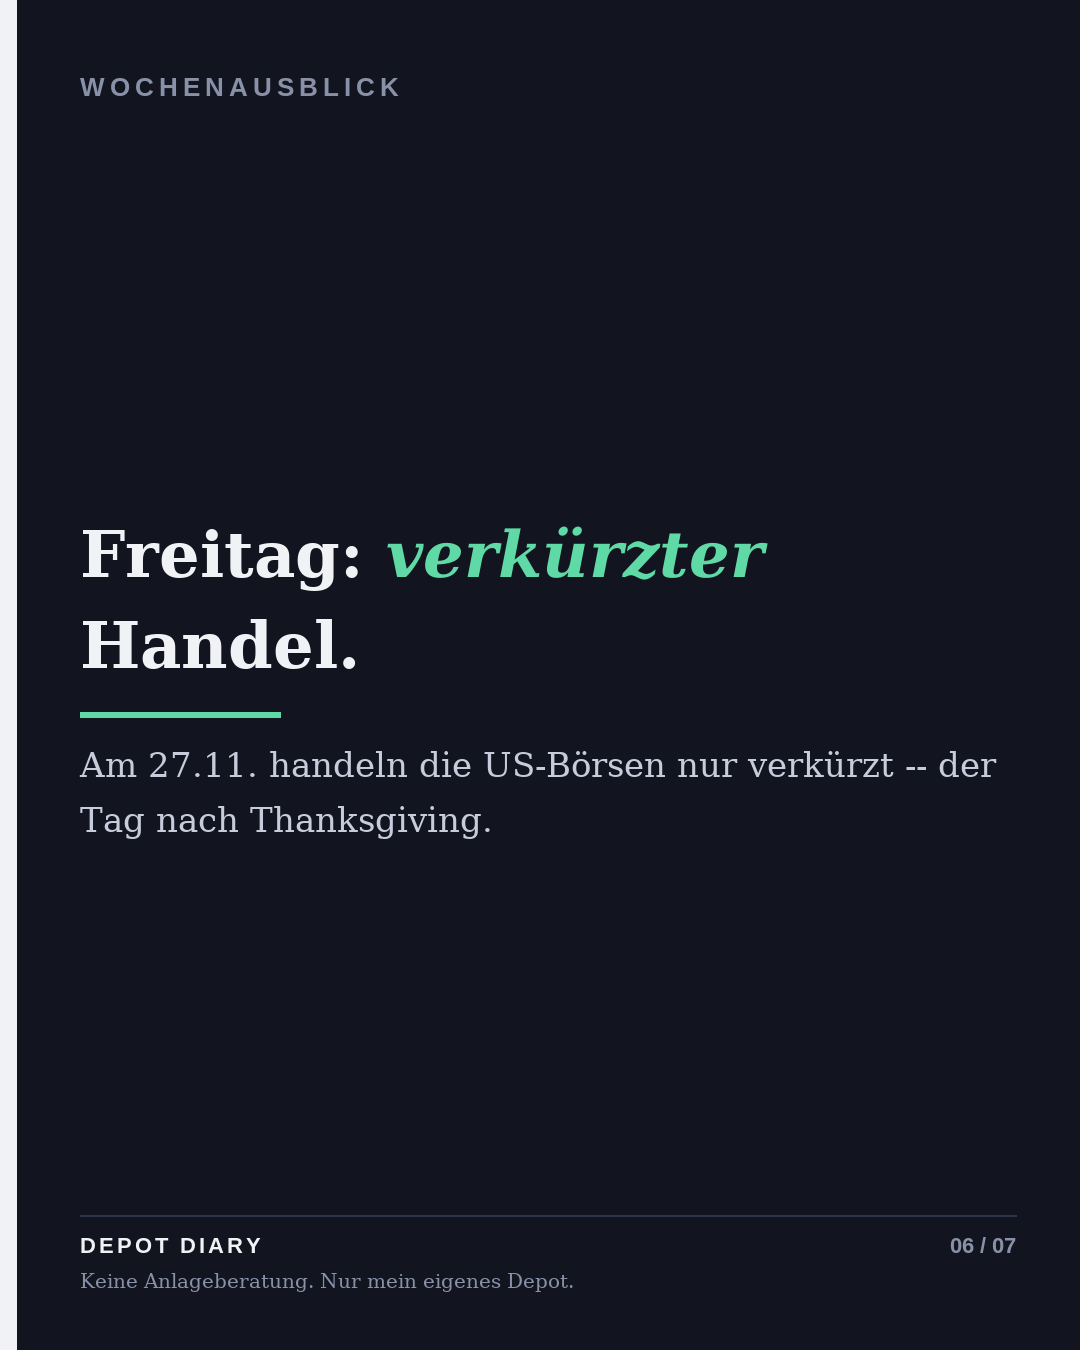 WOCHENAUSBLICK
Freitag: verkürzter
Handel.
Am 27.11. handeln die US-Börsen nur verkürzt -- der
Tag nach Thanksgiving.
DEPOT DIARY
06 / 07
Keine Anlageberatung. Nur mein eigenes Depot.